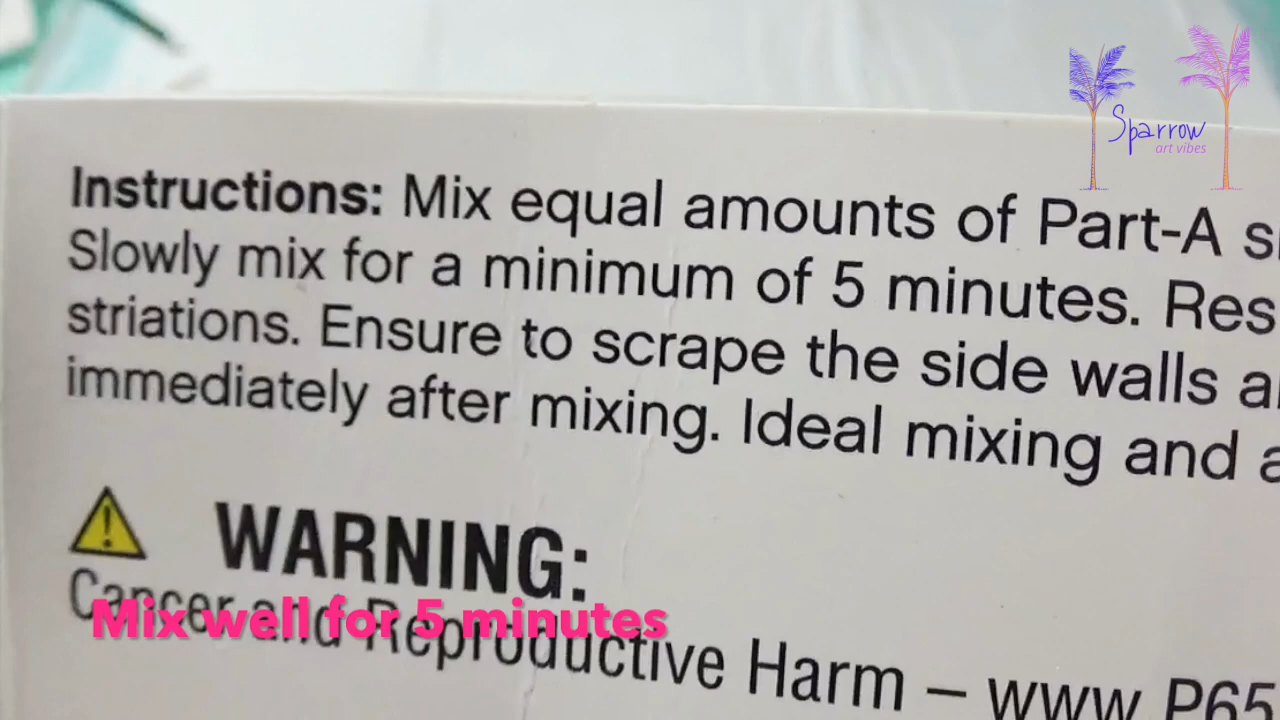 Sparrow
art vibes
Instructions: Mix equal amounts of Part-A
Slowly mix for a minimum of 5 minutes. Res
striations. Ensure to scrape the side walls
immediately after mixing. Ideal mixing and
WARNING:
Cancer and Reproductive Harm – www.P65
Mix well for 5 minutes